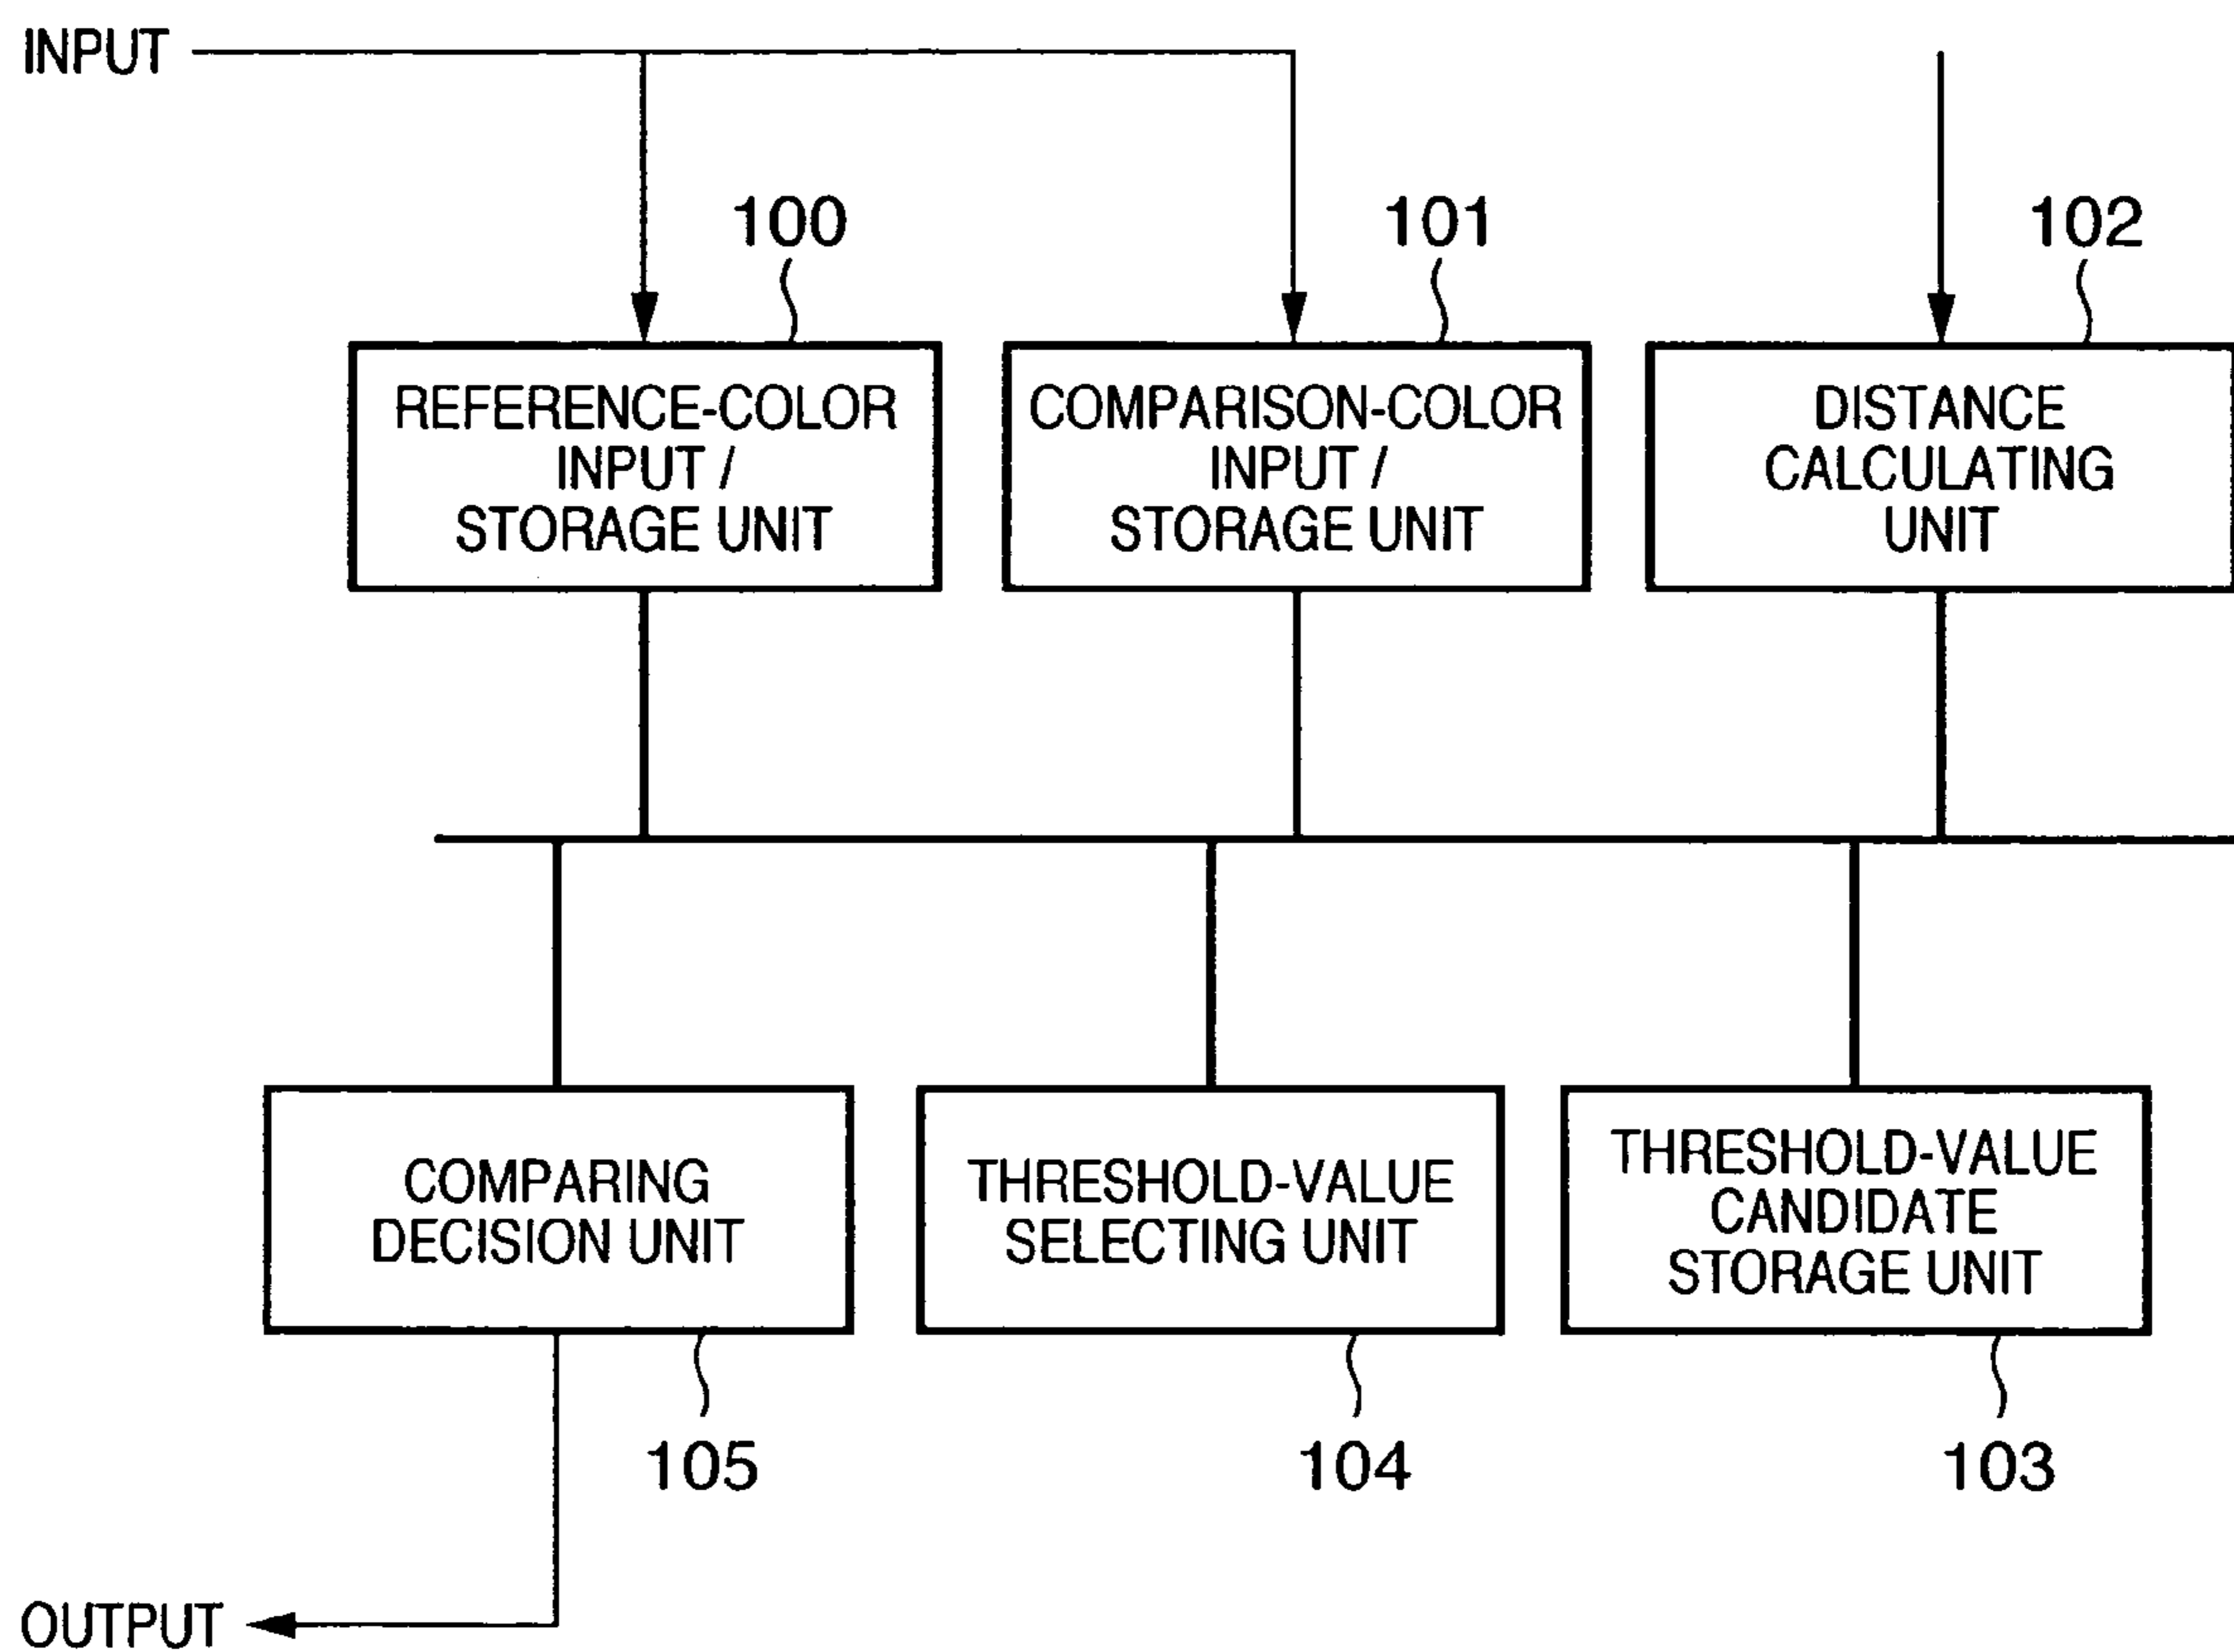 INPUT
100
101
102
REFERENCE-COLOR
INPUT /
STORAGE UNIT
COMPARISON-COLOR
INPUT /
STORAGE UNIT
DISTANCE
CALCULATING
UNIT
COMPARING
DECISION UNIT
THRESHOLD-VALUE
SELECTING UNIT
THRESHOLD-VALUE
CANDIDATE
STORAGE UNIT
105
104
103
OUTPUT